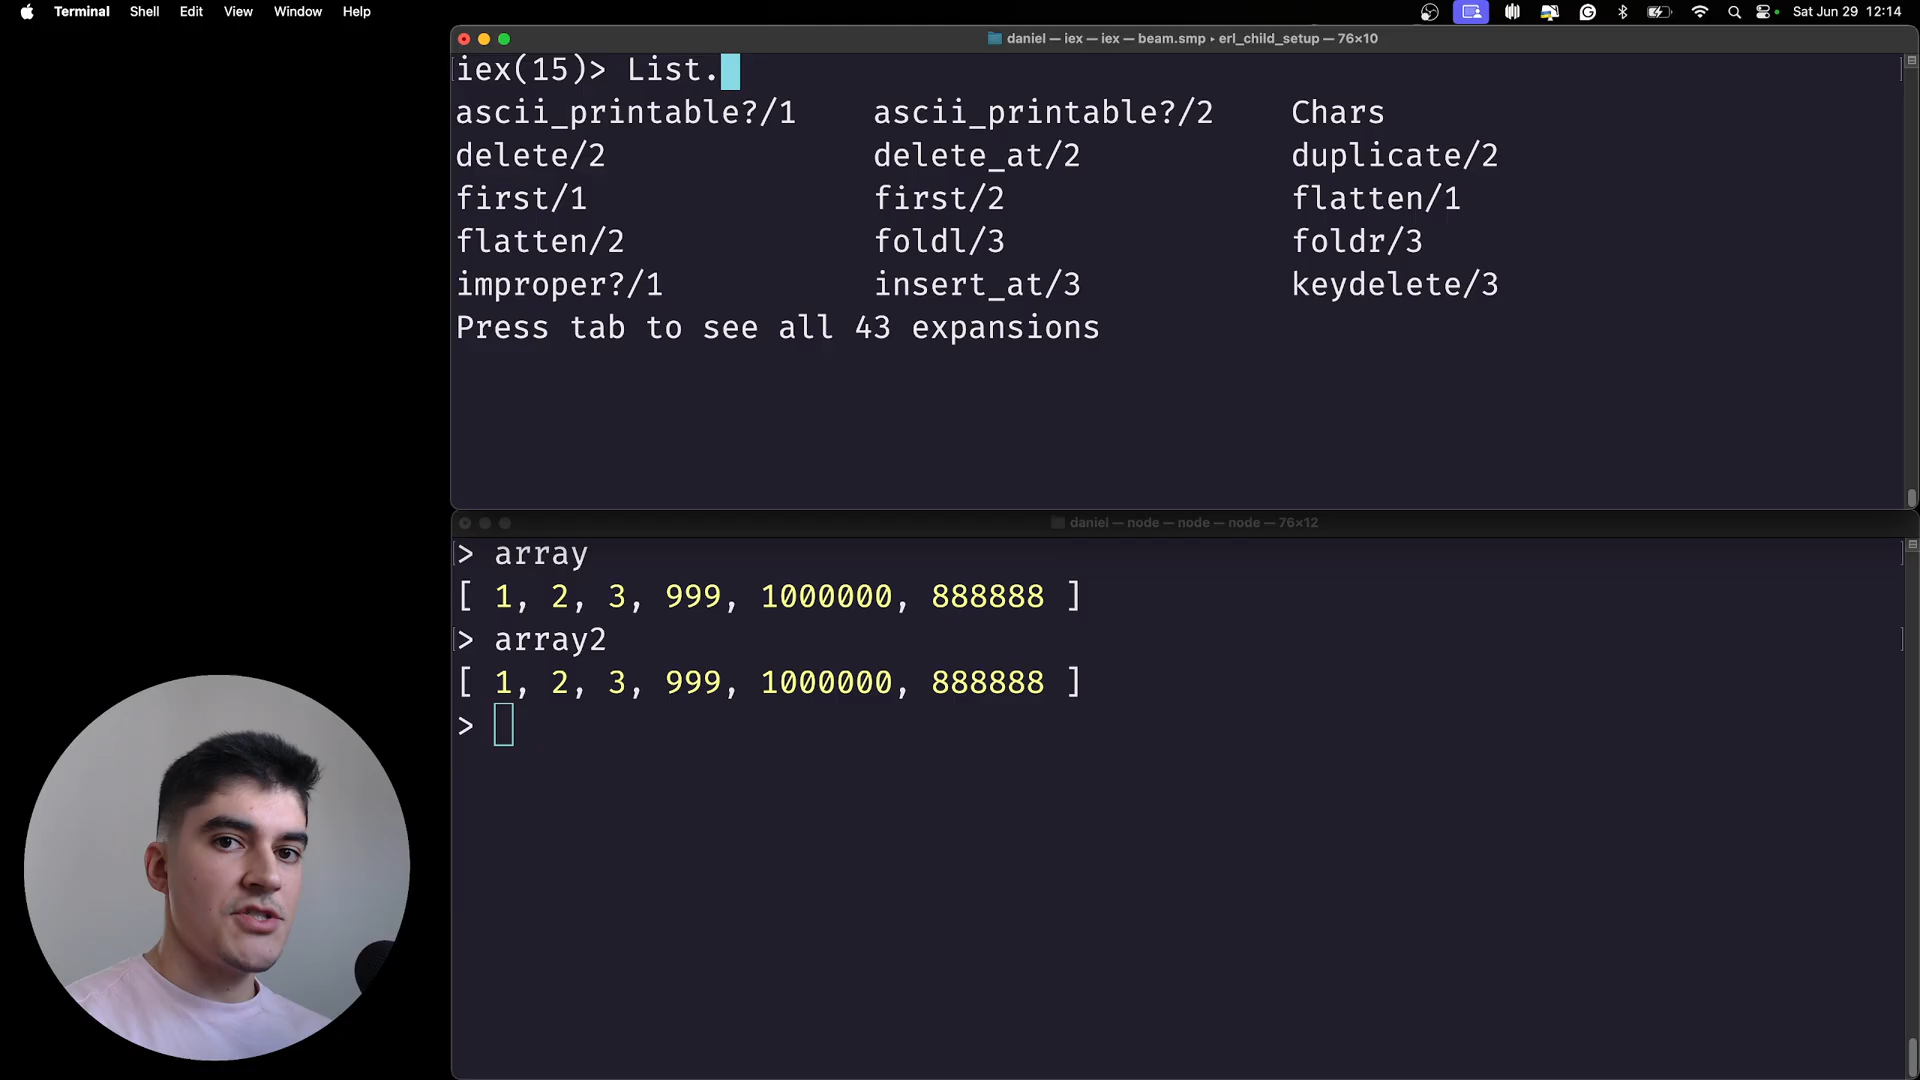 Terminal Shell Edit View Window Help Sat Jun 29 12:14
daniel — iex — iex — beam.smp ▸ erl_child_setup — 76×10
iex(15)> List.
ascii_printable?/1 ascii_printable?/2 Chars
delete/2 delete_at/2 duplicate/2
first/1 first/2 flatten/1
flatten/2 foldl/3 foldr/3
improper?/1 insert_at/3 keydelete/3
Press tab to see all 43 expansions
daniel — node — node — node — 76×12
> array
[ 1, 2, 3, 999, 1000000, 888888 ]
> array2
[ 1, 2, 3, 999, 1000000, 888888 ]
>